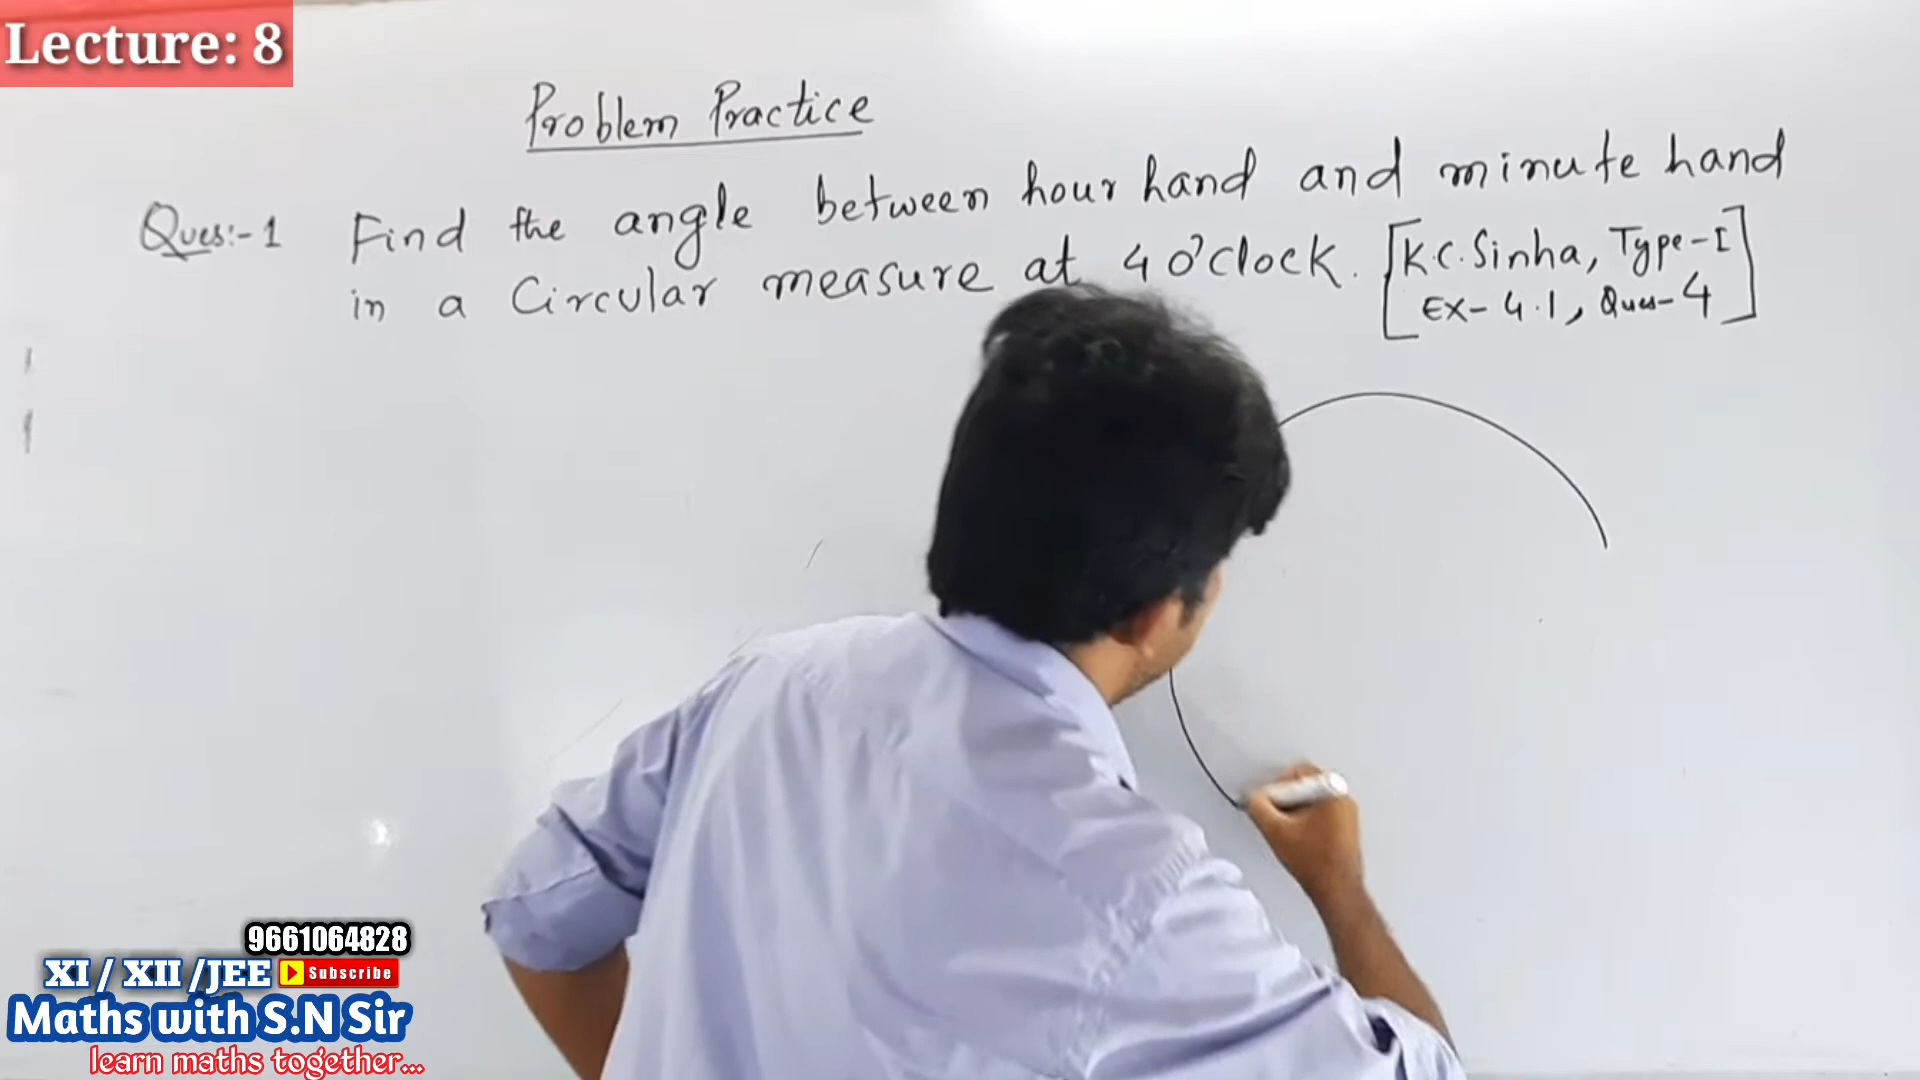 Lecture: 8
Problem Practice
Ques:- 1 Find the angle between hour hand and minute hand
in a Circular measure at 4 O'clock. [K.C. Sinha, Type-I
Ex- 4.1, Ques- 4]
9661064828
XI / XII /JEE Subscribe
Maths with S.N Sir
learn maths together...